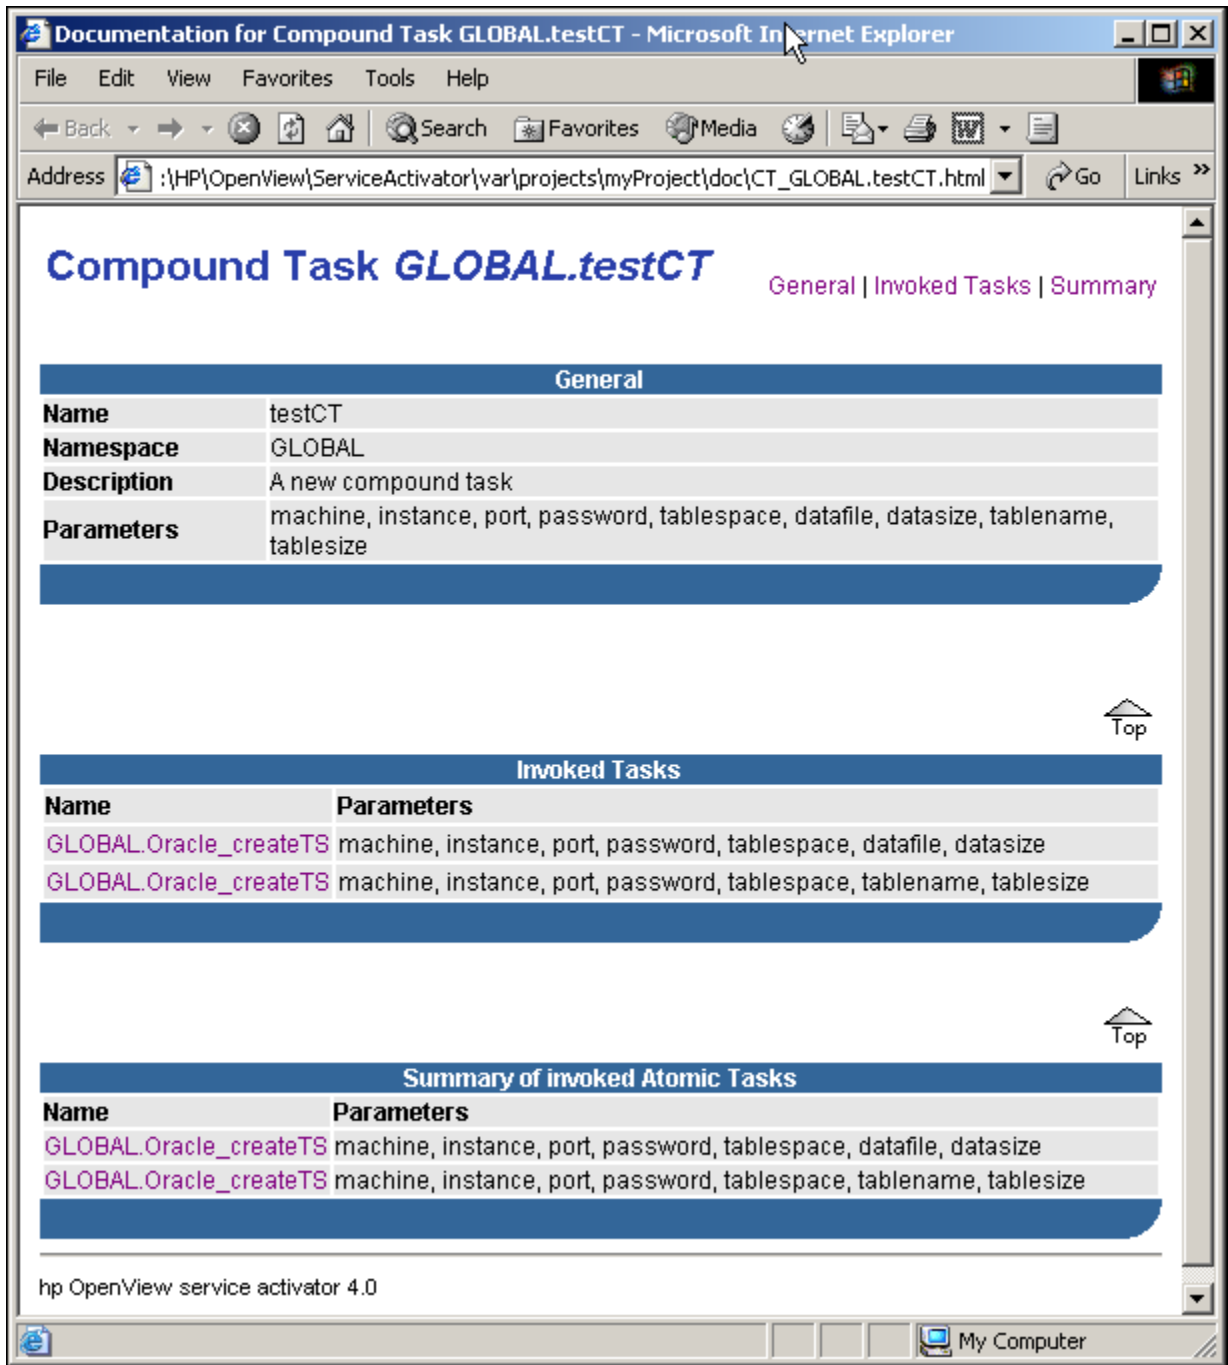 Documentation for Compound Task GLOBAL.testCT - Microsoft Internet Explorer
File Edit View Favorites Tools Help
Back Search Favorites Media
Address :\HP\OpenView\ServiceActivator\var\projects\myProject\doc\CT_GLOBAL.testCT.html Go Links »
Compound Task GLOBAL.testCT
General | Invoked Tasks | Summary
General
Name testCT
Namespace GLOBAL
Description A new compound task
Parameters machine, instance, port, password, tablespace, datafile, datasize, tablename,
tablesize
Top
Invoked Tasks
Name Parameters
GLOBAL.Oracle_createTS machine, instance, port, password, tablespace, datafile, datasize
GLOBAL.Oracle_createTS machine, instance, port, password, tablespace, tablename, tablesize
Top
Summary of invoked Atomic Tasks
Name Parameters
GLOBAL.Oracle_createTS machine, instance, port, password, tablespace, datafile, datasize
GLOBAL.Oracle_createTS machine, instance, port, password, tablespace, tablename, tablesize
hp OpenView service activator 4.0
My Computer